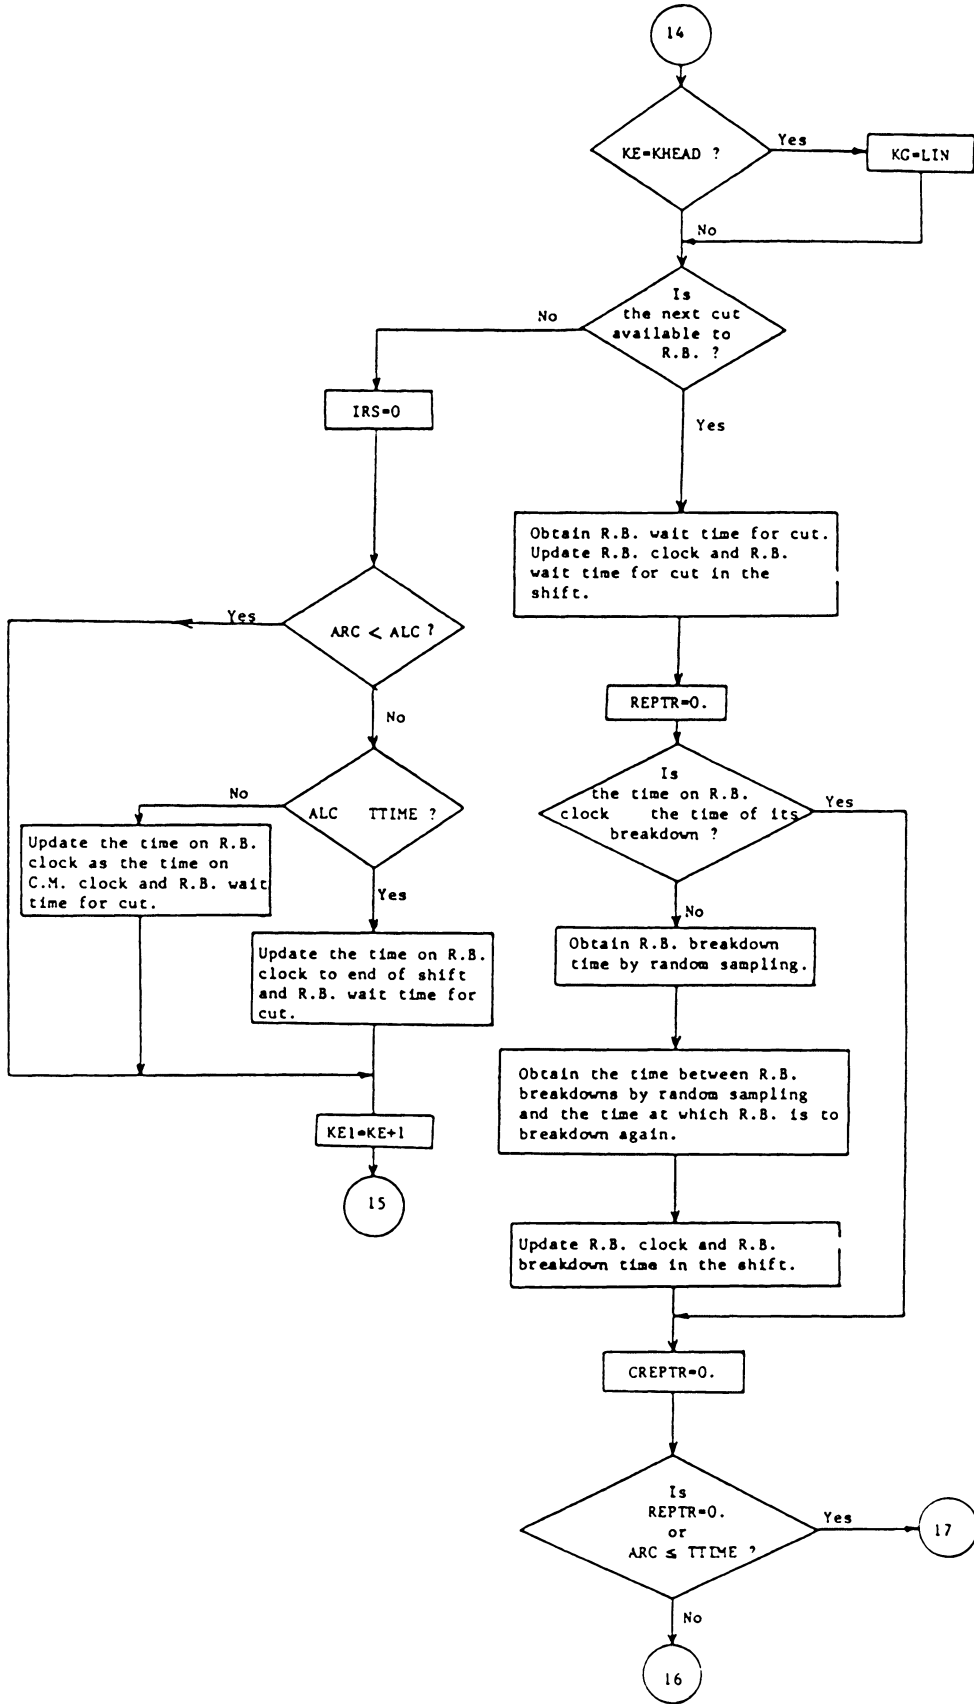 14
KE=KHEAD ?
Yes
KG=LIN
No
Is
the next cut
available to
R.B. ?
No
IRS=0
Yes
Obtain R.B. wait time for cut.
Update R.B. clock and R.B.
wait time for cut in the
shift.
Yes
ARC < ALC ?
No
REPTR=0.
ALC TTIME ?
No
Update the time on R.B.
clock as the time on
C.M. clock and R.B. wait
time for cut.
Yes
Update the time on R.B.
clock to end of shift
and R.B. wait time for
cut.
KE1=KE+1
15
Is
the time on R.B.
clock the time of its
breakdown ?
Yes
No
Obtain R.B. breakdown
time by random sampling.
Obtain the time between R.B.
breakdowns by random sampling
and the time at which R.B. is to
breakdown again.
Update R.B. clock and R.B.
breakdown time in the shift.
CREPTR=0.
Is
REPTR=0.
or
ARC ≤ TTIME ?
Yes
17
No
16